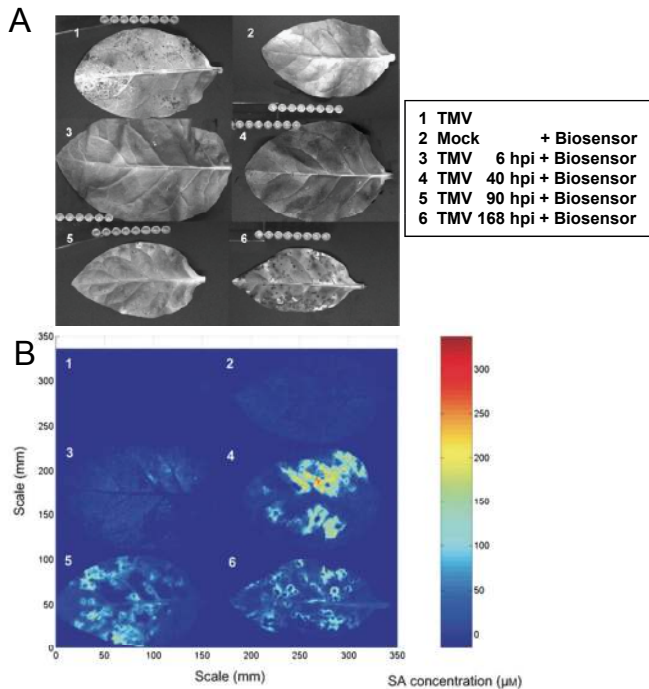 A
1
2
3
4
5
6
1 TMV
2 Mock + Biosensor
3 TMV 6 hpi + Biosensor
4 TMV 40 hpi + Biosensor
5 TMV 90 hpi + Biosensor
6 TMV 168 hpi + Biosensor
B
350
300
250
200
150
100
50
0
Scale (mm)
1
2
3
4
5
6
0 50 100 150 200 250 300 350
Scale (mm)
300
250
200
150
100
50
0
SA concentration (µM)